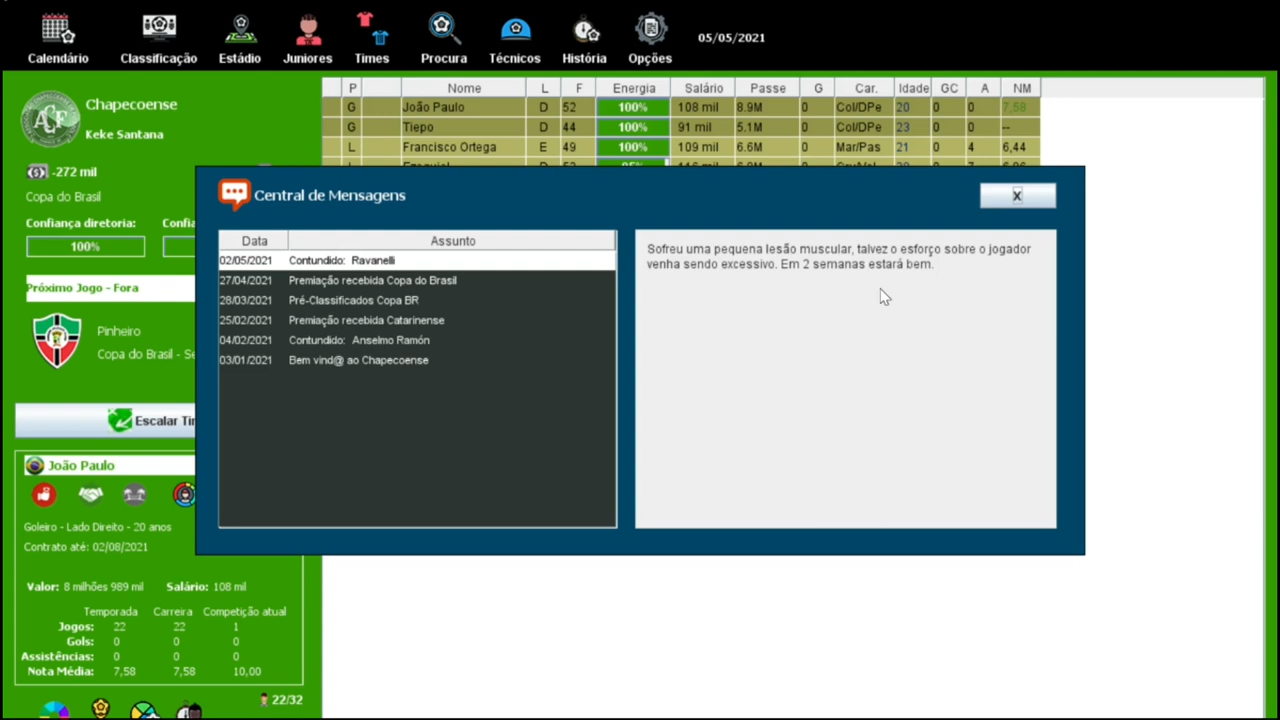 Calendário Classificação Estádio Juniores Times Procura Técnicos História Opções 05/05/2021
Chapecoense
Keke Santana
-272 mil
Copa do Brasil
Confiança diretoria: Confia
100%
Próximo Jogo - Fora
Pinheiro
Copa do Brasil - Se
Escalar Tir
João Paulo
Goleiro - Lado Direito - 20 anos
Contrato até: 02/08/2021
Valor: 8 milhões 989 mil Salário: 108 mil
Temporada Carreira Competição atual
Jogos: 22 22 1
Gols: 0 0 0
Assistências: 0 0 0
Nota Média: 7,58 7,58 10,00
22/32
P Nome L F Energia Salário Passe G Car. Idade GC A NM
G João Paulo D 52 100% 108 mil 8.9M 0 Col/DPe 20 0 0 7,58
G Tiepo D 44 100% 91 mil 5.1M 0 Col/DPe 23 0 0 --
L Francisco Ortega E 49 100% 109 mil 6.6M 0 Mar/Pas 21 0 4 6,44
Central de Mensagens
X
Data Assunto
02/05/2021 Contundido: Ravanelli
27/04/2021 Premiação recebida Copa do Brasil
28/03/2021 Pré-Classificados Copa BR
25/02/2021 Premiação recebida Catarinense
04/02/2021 Contundido: Anselmo Ramón
03/01/2021 Bem vind@ ao Chapecoense
Sofreu uma pequena lesão muscular, talvez o esforço sobre o jogador
venha sendo excessivo. Em 2 semanas estará bem.